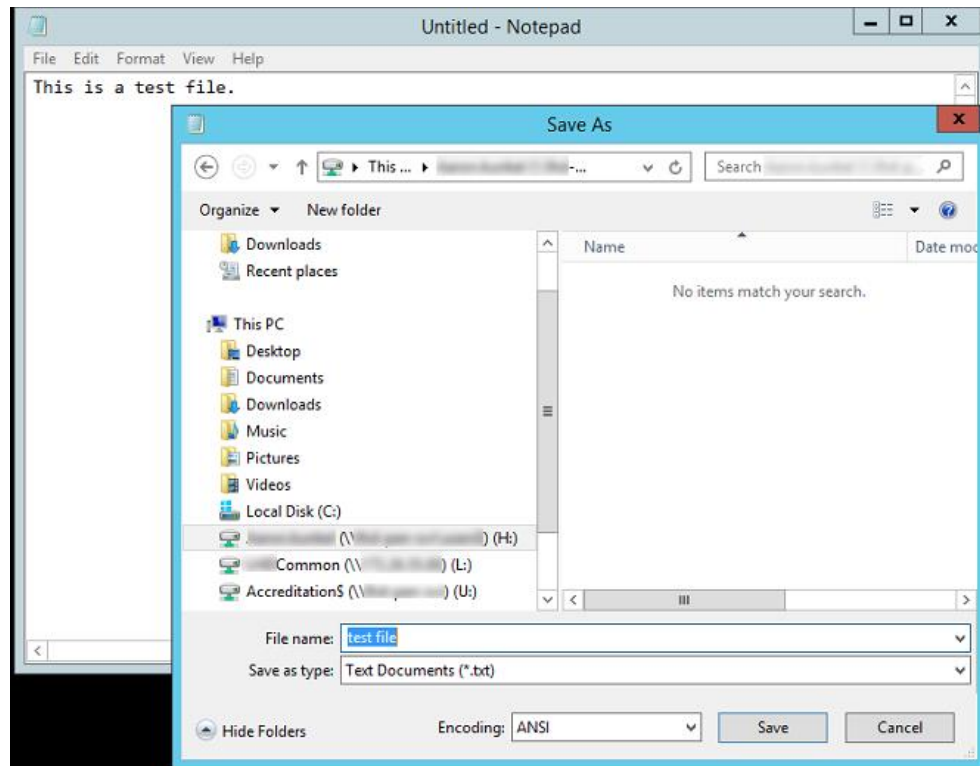 Untitled - Notepad
File Edit Format View Help
This is a test file.
Save As
This ... -...
Search
Organize New folder
Name Date mod
No items match your search.
Downloads
Recent places
This PC
Desktop
Documents
Downloads
Music
Pictures
Videos
Local Disk (C:)
(\\ ) (H:)
Common (\\ ) (L:)
Accreditation$ (\\ ) (U:)
File name: test file
Save as type: Text Documents (*.txt)
Hide Folders Encoding: ANSI Save Cancel